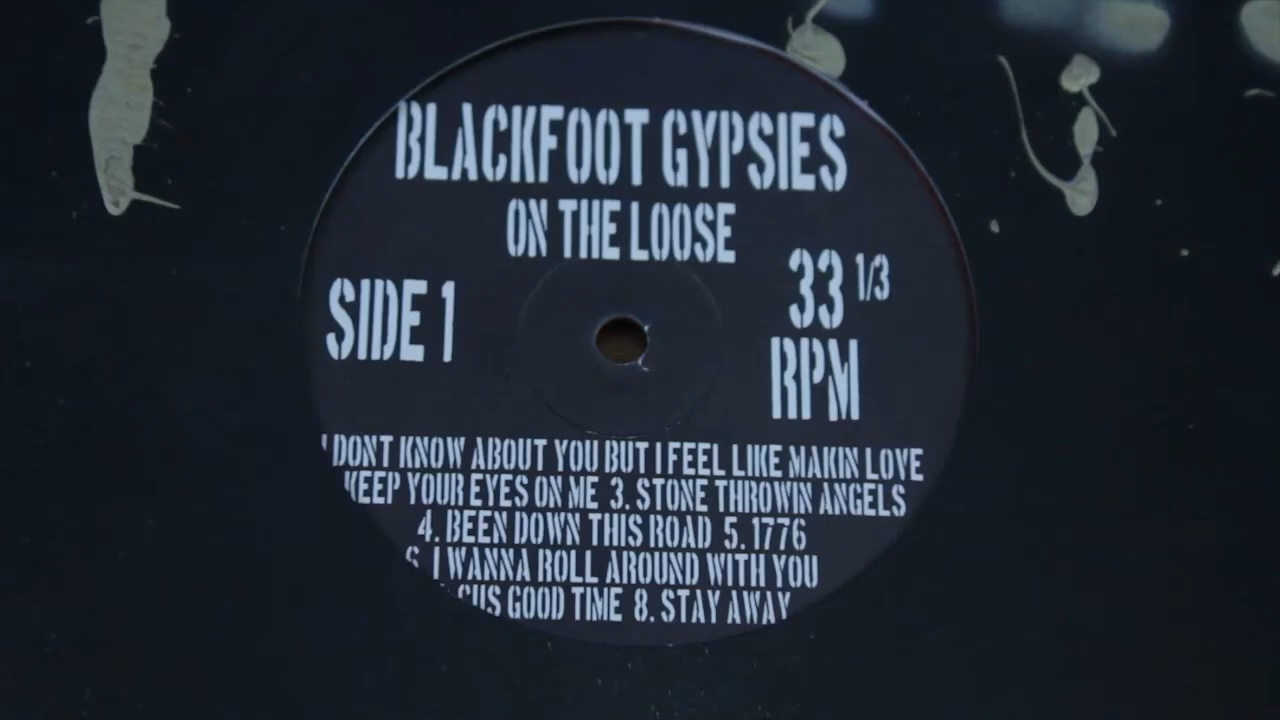 BLACKFOOT GYPSIES
ON THE LOOSE
SIDE 1
33 1/3
RPM
I DONT KNOW ABOUT YOU BUT I FEEL LIKE MAKIN LOVE
KEEP YOUR EYES ON ME 3. STONE THROWIN ANGELS
4. BEEN DOWN THIS ROAD 5. 1776
6. I WANNA ROLL AROUND WITH YOU
GOOD TIME 8. STAY AWAY